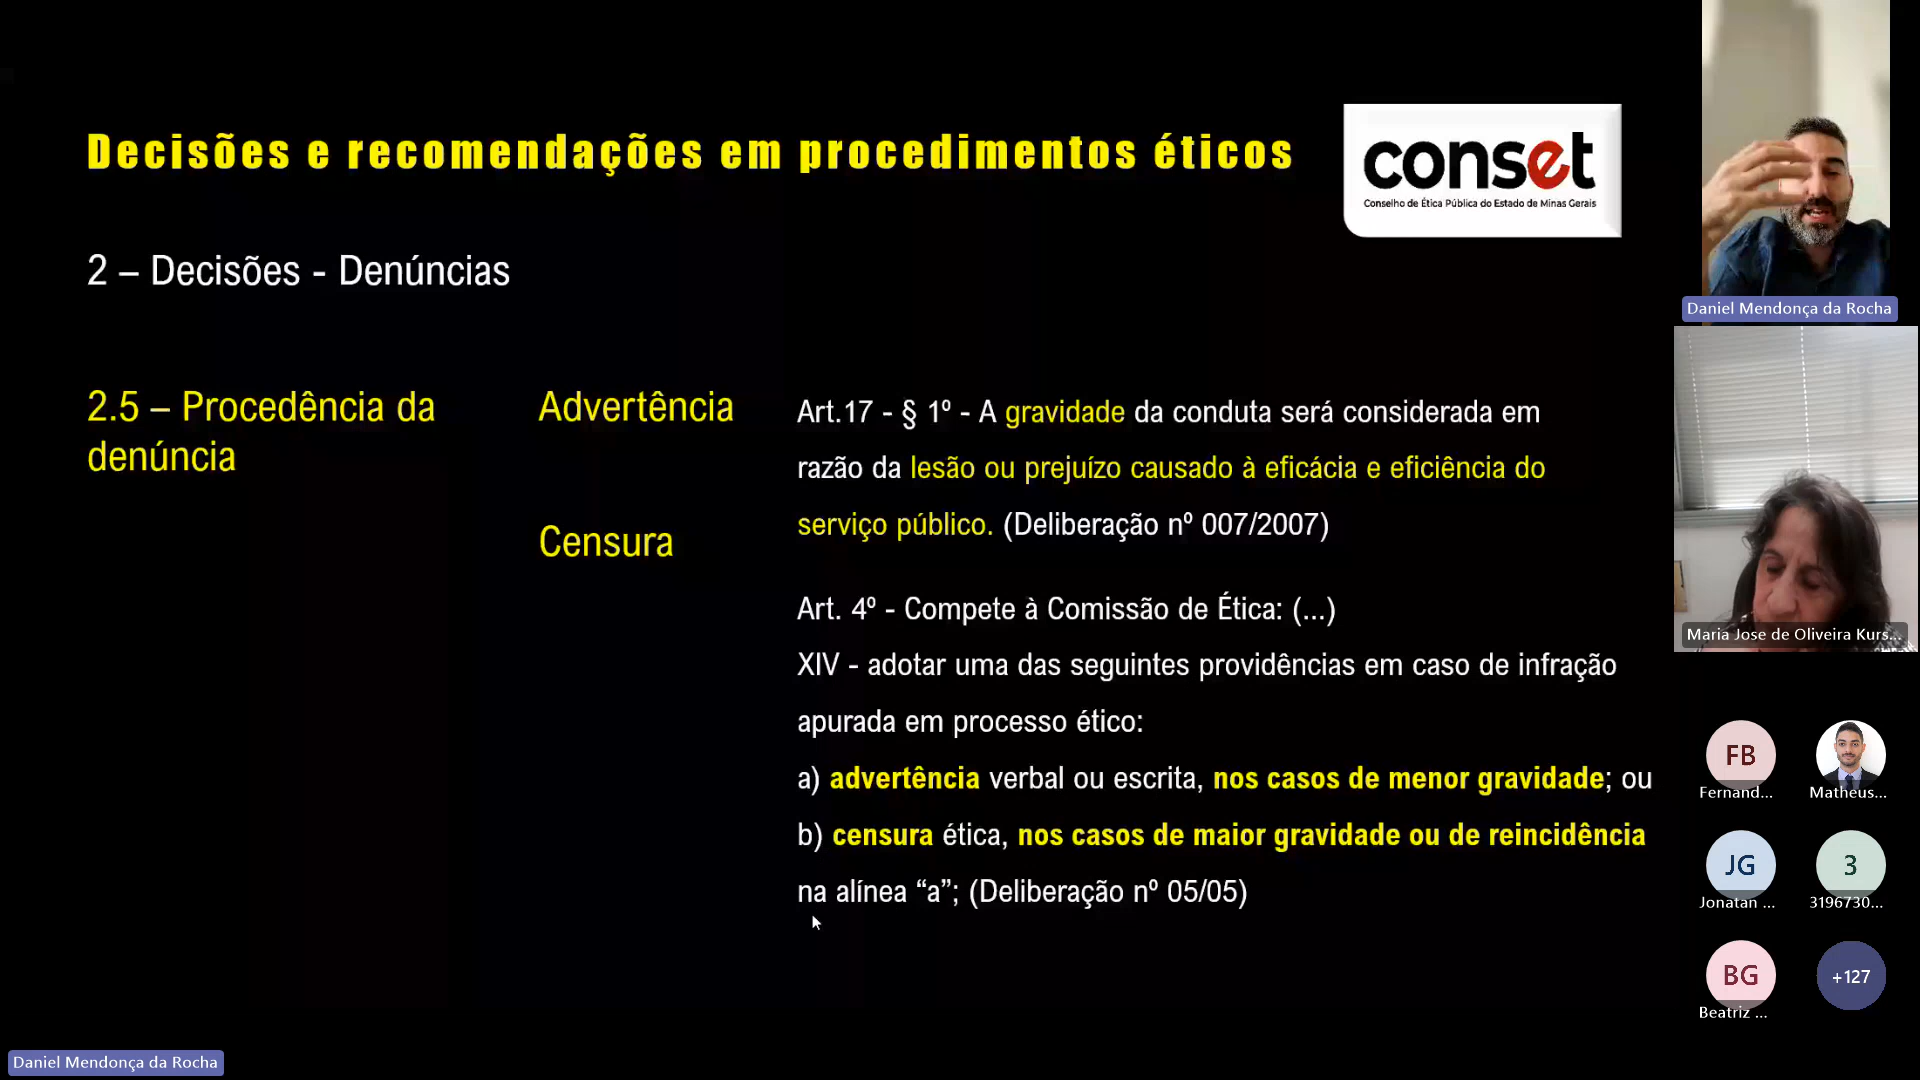 Decisões e recomendações em procedimentos éticos
conset
Conselho de Ética Pública do Estado de Minas Gerais
2 – Decisões - Denúncias
2.5 – Procedência da
denúncia
Advertência
Censura
Art.17 - § 1º - A gravidade da conduta será considerada em
razão da lesão ou prejuízo causado à eficácia e eficiência do
serviço público. (Deliberação nº 007/2007)
Art. 4º - Compete à Comissão de Ética: (...)
XIV - adotar uma das seguintes providências em caso de infração
apurada em processo ético:
a) advertência verbal ou escrita, nos casos de menor gravidade; ou
b) censura ética, nos casos de maior gravidade ou de reincidência
na alínea “a”; (Deliberação nº 05/05)
Daniel Mendonça da Rocha
Maria Jose de Oliveira Kurs...
FB
Fernand...
Matheus...
JG
Jonatan ...
3
3196730...
BG
Beatriz ...
+127
Daniel Mendonça da Rocha